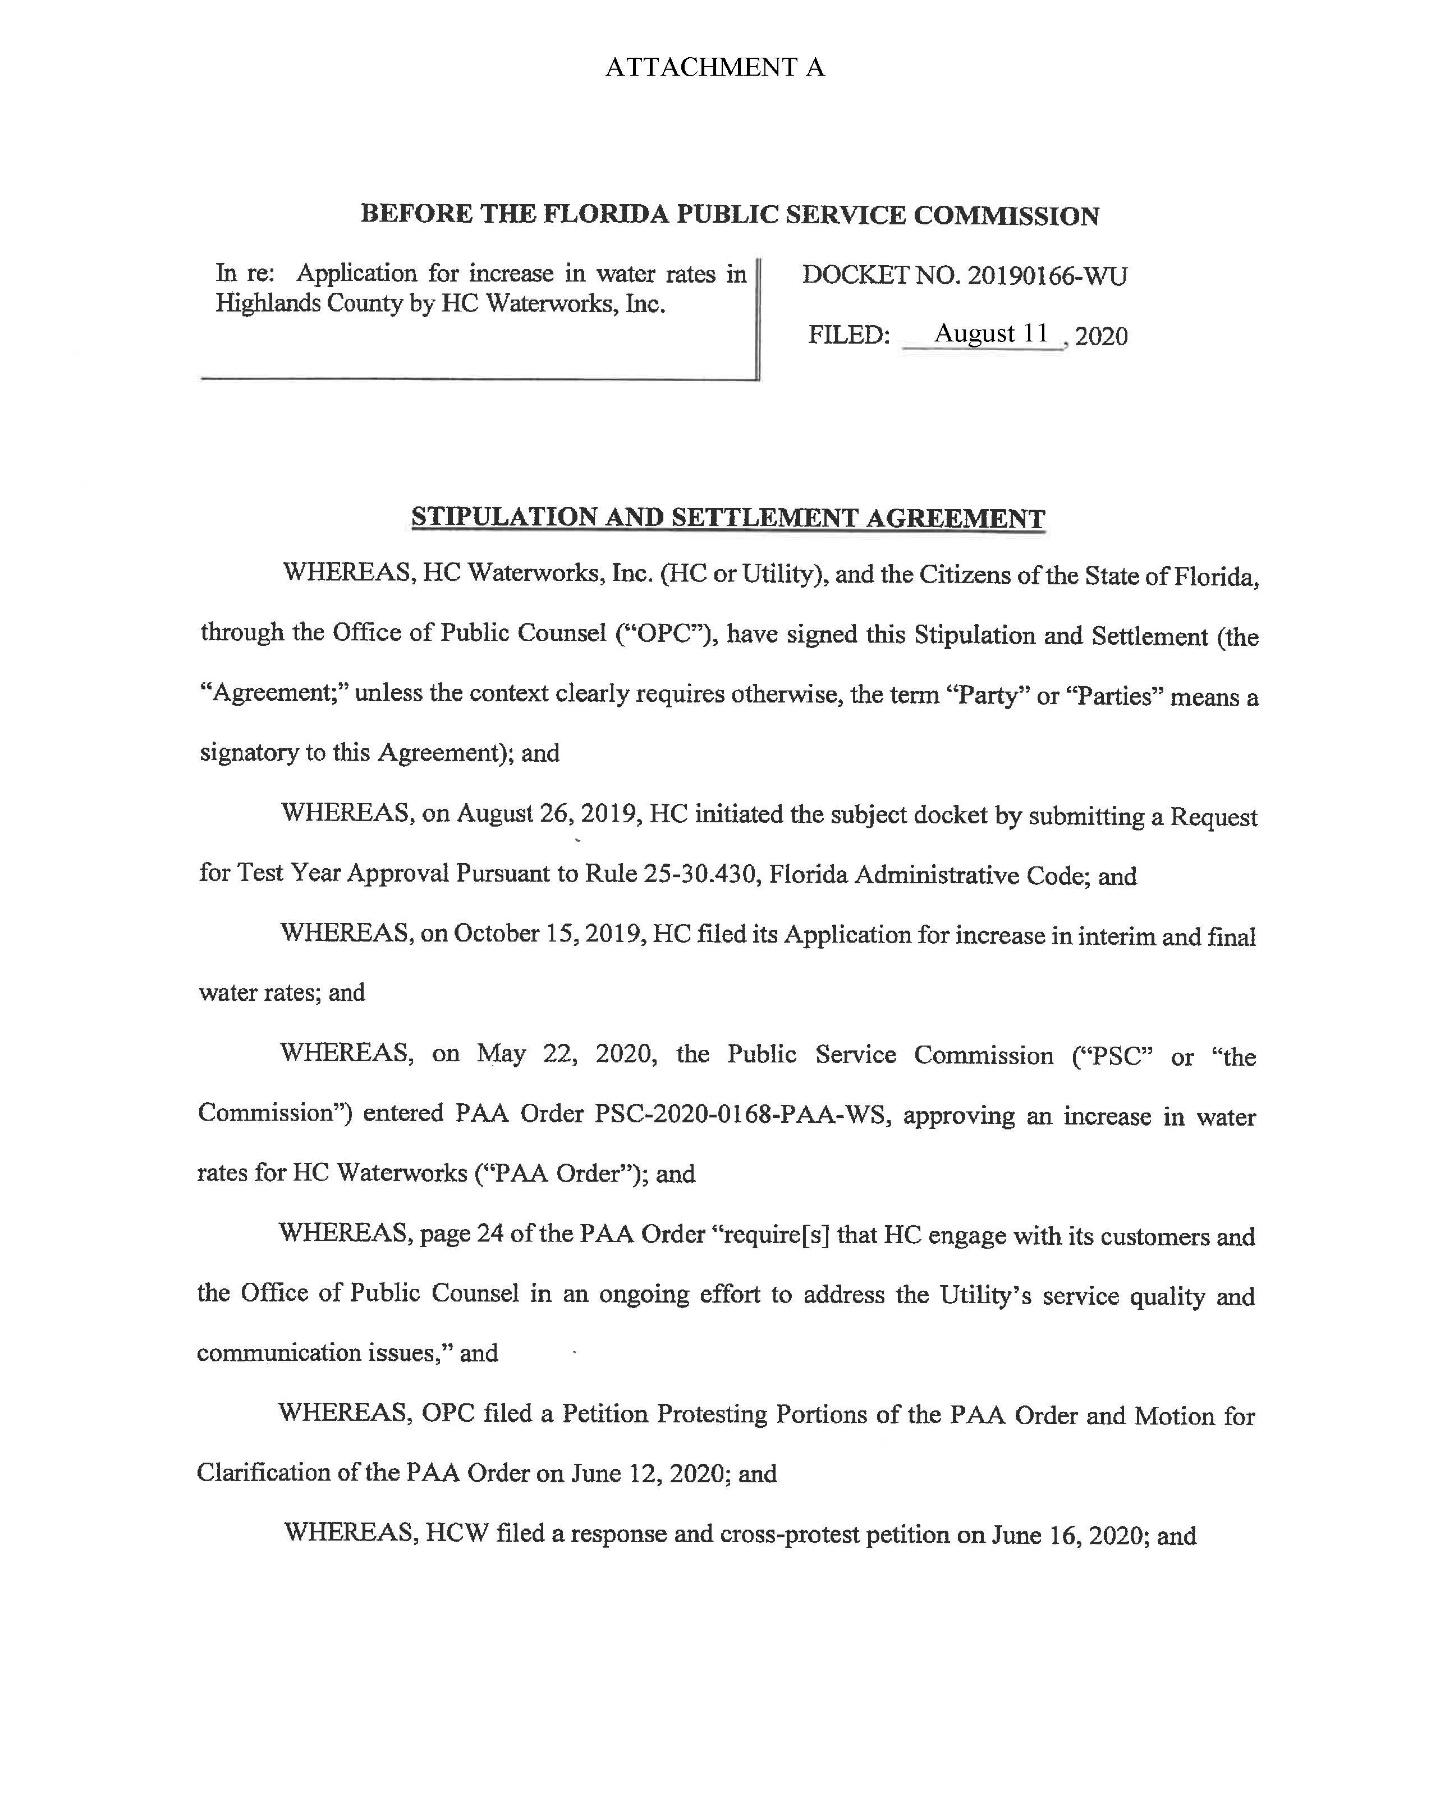 ATTACHMENT A
BEFORE THE FLORIDA PUBLIC SERVICE COMMISSION
In re: Application for increase in water rates in
Highlands County by HC Waterworks, Inc.
DOCKET NO. 20190166-WU
FILED: August 11 , 2020
STIPULATION AND SETTLEMENT AGREEMENT
WHEREAS, HC Waterworks, Inc. (HC or Utility), and the Citizens of the State of Florida,
through the Office of Public Counsel (“OPC”), have signed this Stipulation and Settlement (the
“Agreement;” unless the context clearly requires otherwise, the term “Party” or “Parties” means a
signatory to this Agreement); and
WHEREAS, on August 26, 2019, HC initiated the subject docket by submitting a Request
for Test Year Approval Pursuant to Rule 25-30.430, Florida Administrative Code; and
WHEREAS, on October 15, 2019, HC filed its Application for increase in interim and final
water rates; and
WHEREAS, on May 22, 2020, the Public Service Commission (“PSC” or “the
Commission”) entered PAA Order PSC-2020-0168-PAA-WS, approving an increase in water
rates for HC Waterworks (“PAA Order”); and
WHEREAS, page 24 of the PAA Order “require[s] that HC engage with its customers and
the Office of Public Counsel in an ongoing effort to address the Utility’s service quality and
communication issues,” and
WHEREAS, OPC filed a Petition Protesting Portions of the PAA Order and Motion for
Clarification of the PAA Order on June 12, 2020; and
WHEREAS, HCW filed a response and cross-protest petition on June 16, 2020; and